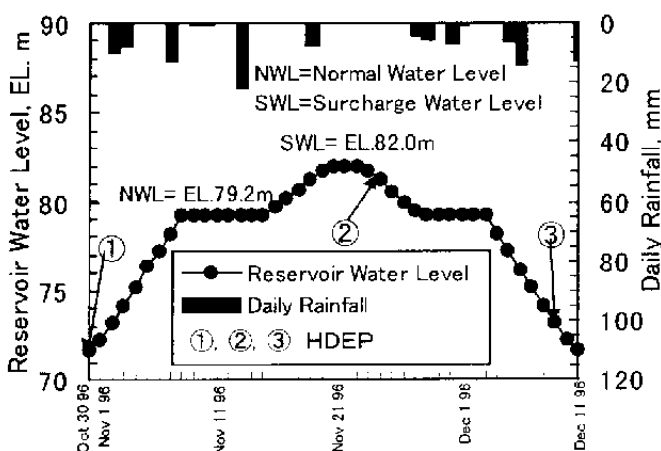 Reservoir Water Level, EL. m
90
85
80
75
70
0
20
40
60
80
100
120
Daily Rainfall, mm
NWL=Normal Water Level
SWL=Surcharge Water Level
SWL= EL.82.0m
NWL= EL.79.2m
①
②
③
Reservoir Water Level
Daily Rainfall
①, ②, ③ HDEP
Oct 30 96
Nov 1 96
Nov 11 96
Nov 21 96
Dec 1 96
Dec 11 96